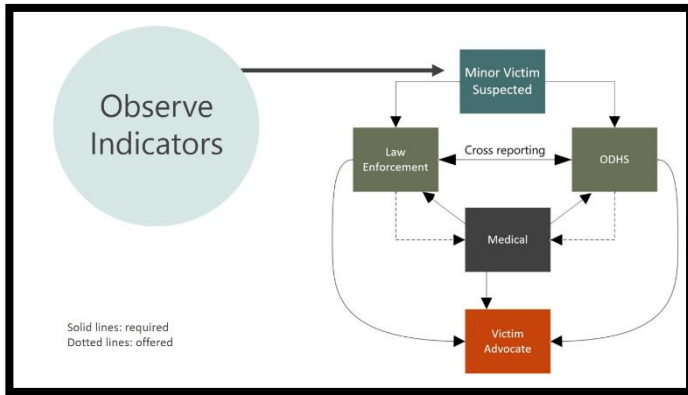 Observe
Indicators
Minor Victim
Suspected
Law
Enforcement
Cross reporting
ODHS
Medical
Victim
Advocate
Solid lines: required
Dotted lines: offered